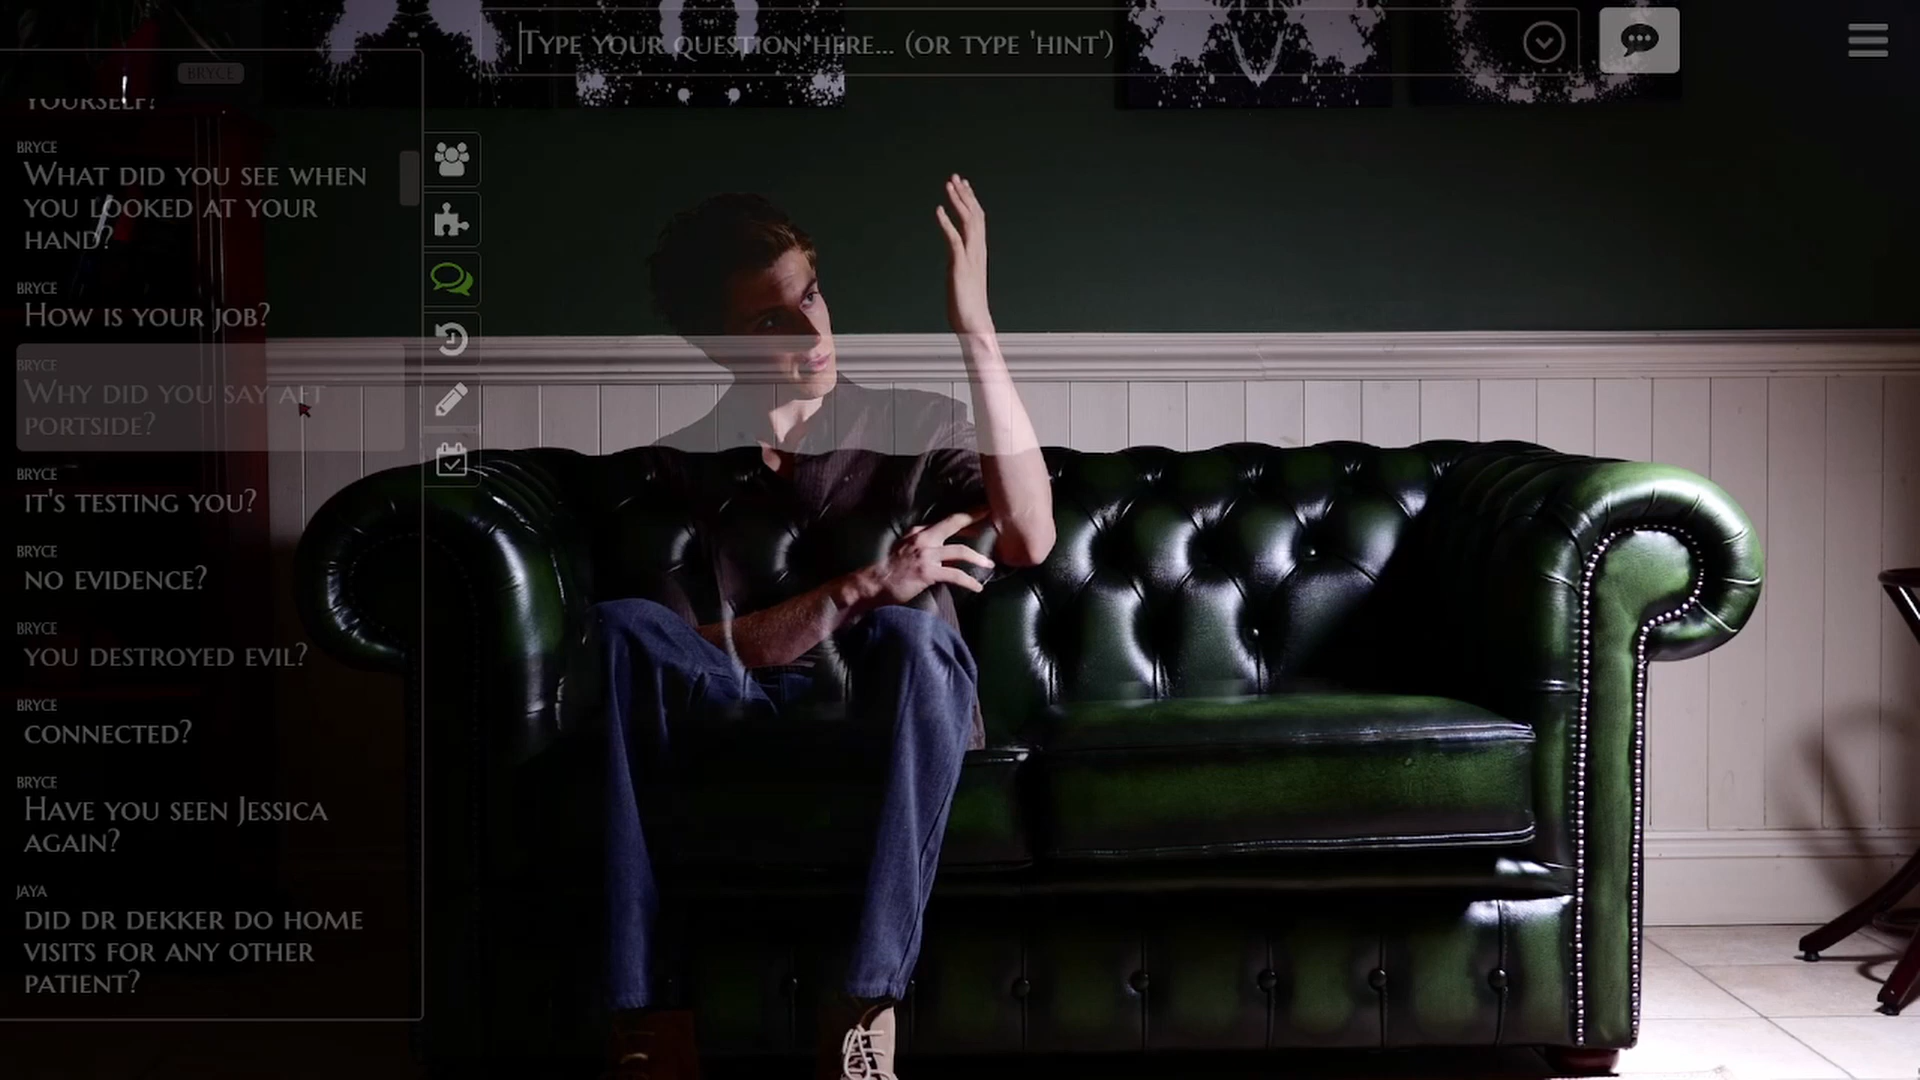 Type your question here... (or type 'hint')
BRYCE
YOURSELF?
BRYCE
WHAT DID YOU SEE WHEN
YOU LOOKED AT YOUR
HAND?
BRYCE
HOW IS YOUR JOB?
BRYCE
WHY DID YOU SAY AFT
PORTSIDE?
BRYCE
IT'S TESTING YOU?
BRYCE
NO EVIDENCE?
BRYCE
YOU DESTROYED EVIL?
BRYCE
CONNECTED?
BRYCE
HAVE YOU SEEN JESSICA
AGAIN?
JAYA
DID DR DEKKER DO HOME
VISITS FOR ANY OTHER
PATIENT?